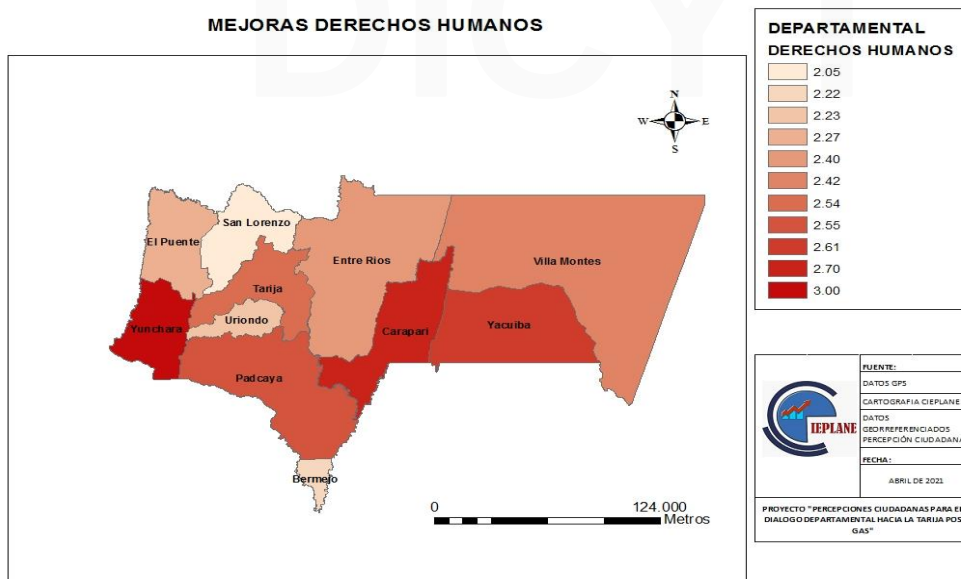 MEJORAS DERECHOS HUMANOS
DEPARTAMENTAL
DERECHOS HUMANOS
2.05
2.22
2.23
2.27
2.40
2.42
2.54
2.55
2.61
2.70
3.00
N
W E
S
San Lorenzo
El Puente
Entre Rios
Villa Montes
Tarija
Uriondo
Yunchara
Carapari
Yacuiba
Padcaya
Bermejo
0 124.000
Metros
IEPLANE
FUENTE:
DATOS GPS
CARTOGRAFIA CIEPLANE
DATOS
GEORREFERENCIADOS
PERCEPCIÓN CIUDADANA
FECHA:
ABRIL DE 2021
PROYECTO "PERCEPCIONES CIUDADANAS PARA EL
DIALOGO DEPARTAMENTAL HACIA LA TARIJA POS
GAS"